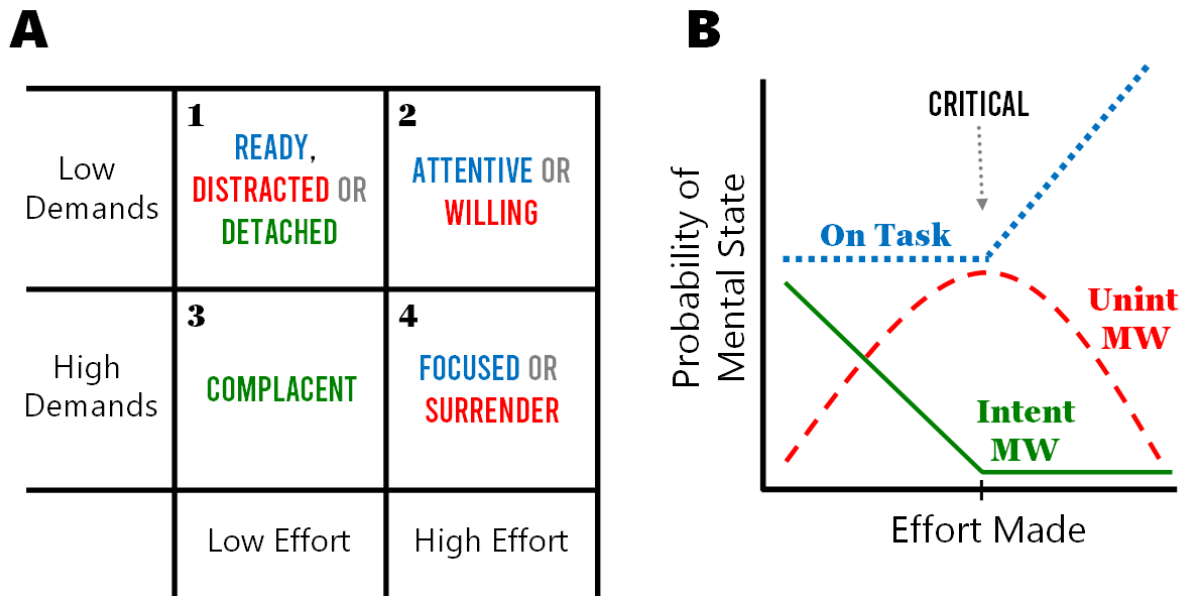 A
Low
Demands
1
READY,
DISTRACTED OR
DETACHED
2
ATTENTIVE OR
WILLING
High
Demands
3
COMPLACENT
4
FOCUSED OR
SURRENDER
Low Effort
High Effort
B
Probability of
Mental State
CRITICAL
On Task
Unint
MW
Intent
MW
Effort Made